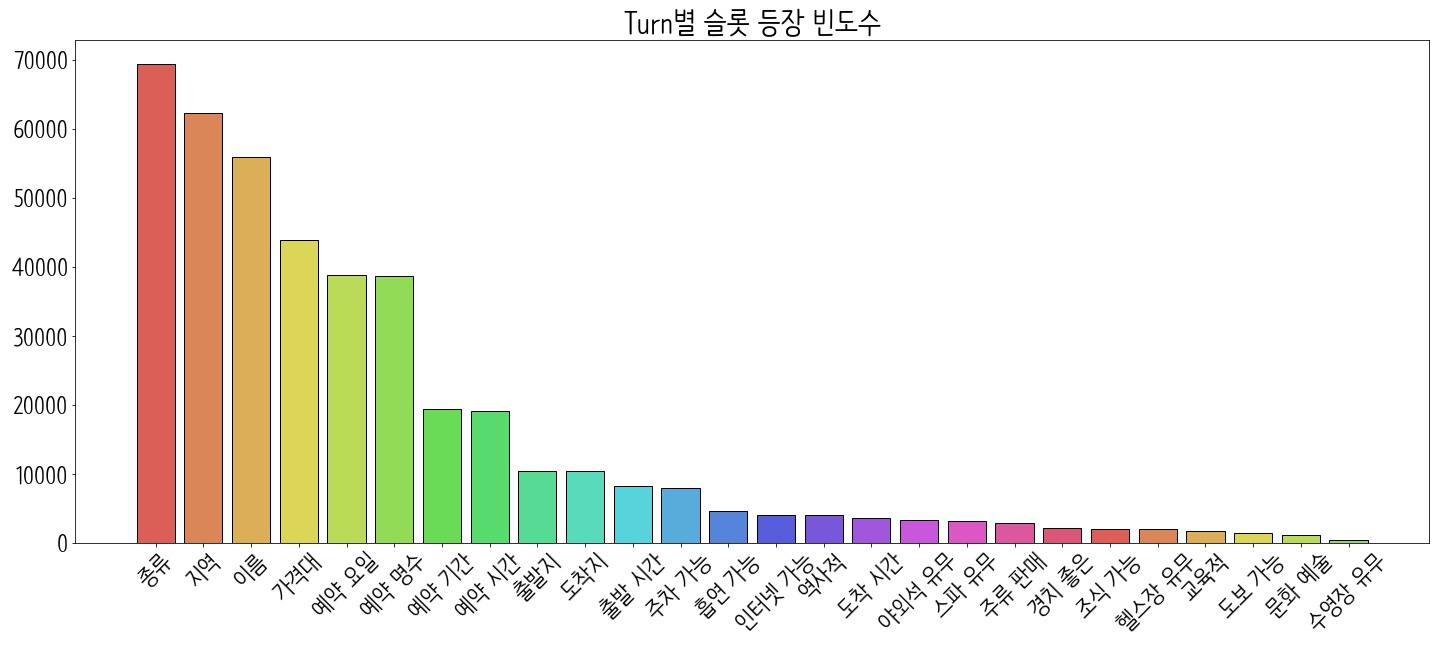 Turn별 슬롯 등장 빈도수
70000
60000
50000
40000
30000
20000
10000
0
종류
지역
이름
가격대
예약 요일
예약 명수
예약 기간
예약 시간
출발지
도착지
출발 시간
주차 가능
흡연 가능
인터넷 가능
역사적
도착 시간
야외석 유무
스파 유무
주류 판매
경치 좋은
조식 가능
헬스장 유무
교육적
도보 가능
문화 예술
수영장 유무